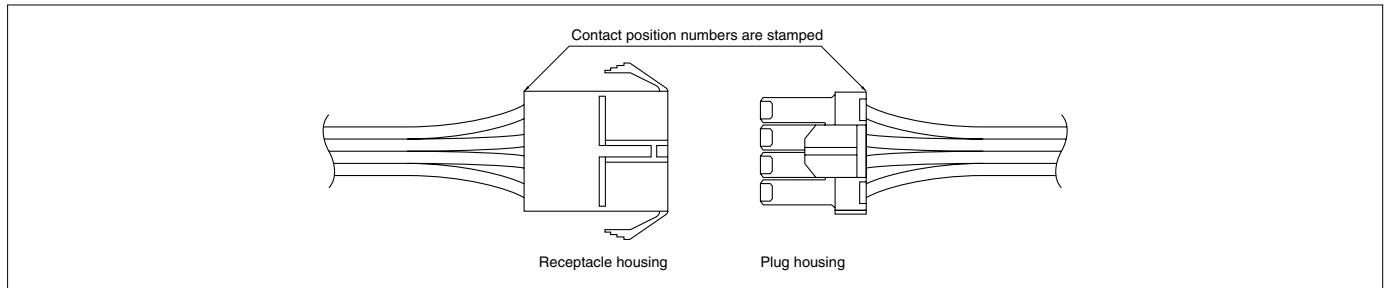 Contact position numbers are stamped
Receptacle housing
Plug housing